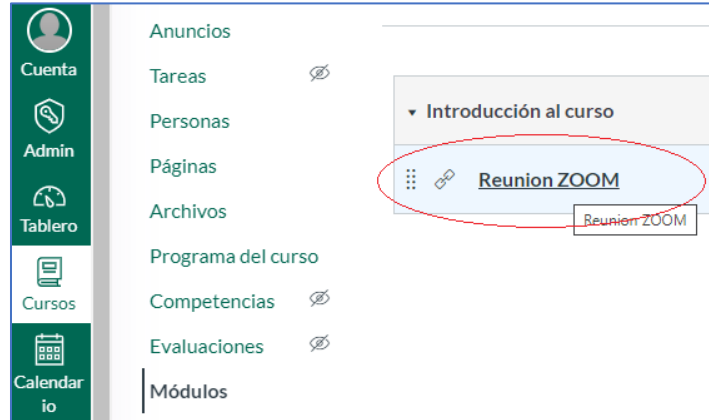 Cuenta
Admin
Tablero
Cursos
Calendar
io
Anuncios
Tareas
Personas
Páginas
Archivos
Programa del curso
Competencias
Evaluaciones
Módulos
Introducción al curso
Reunion ZOOM
Reunion ZOOM